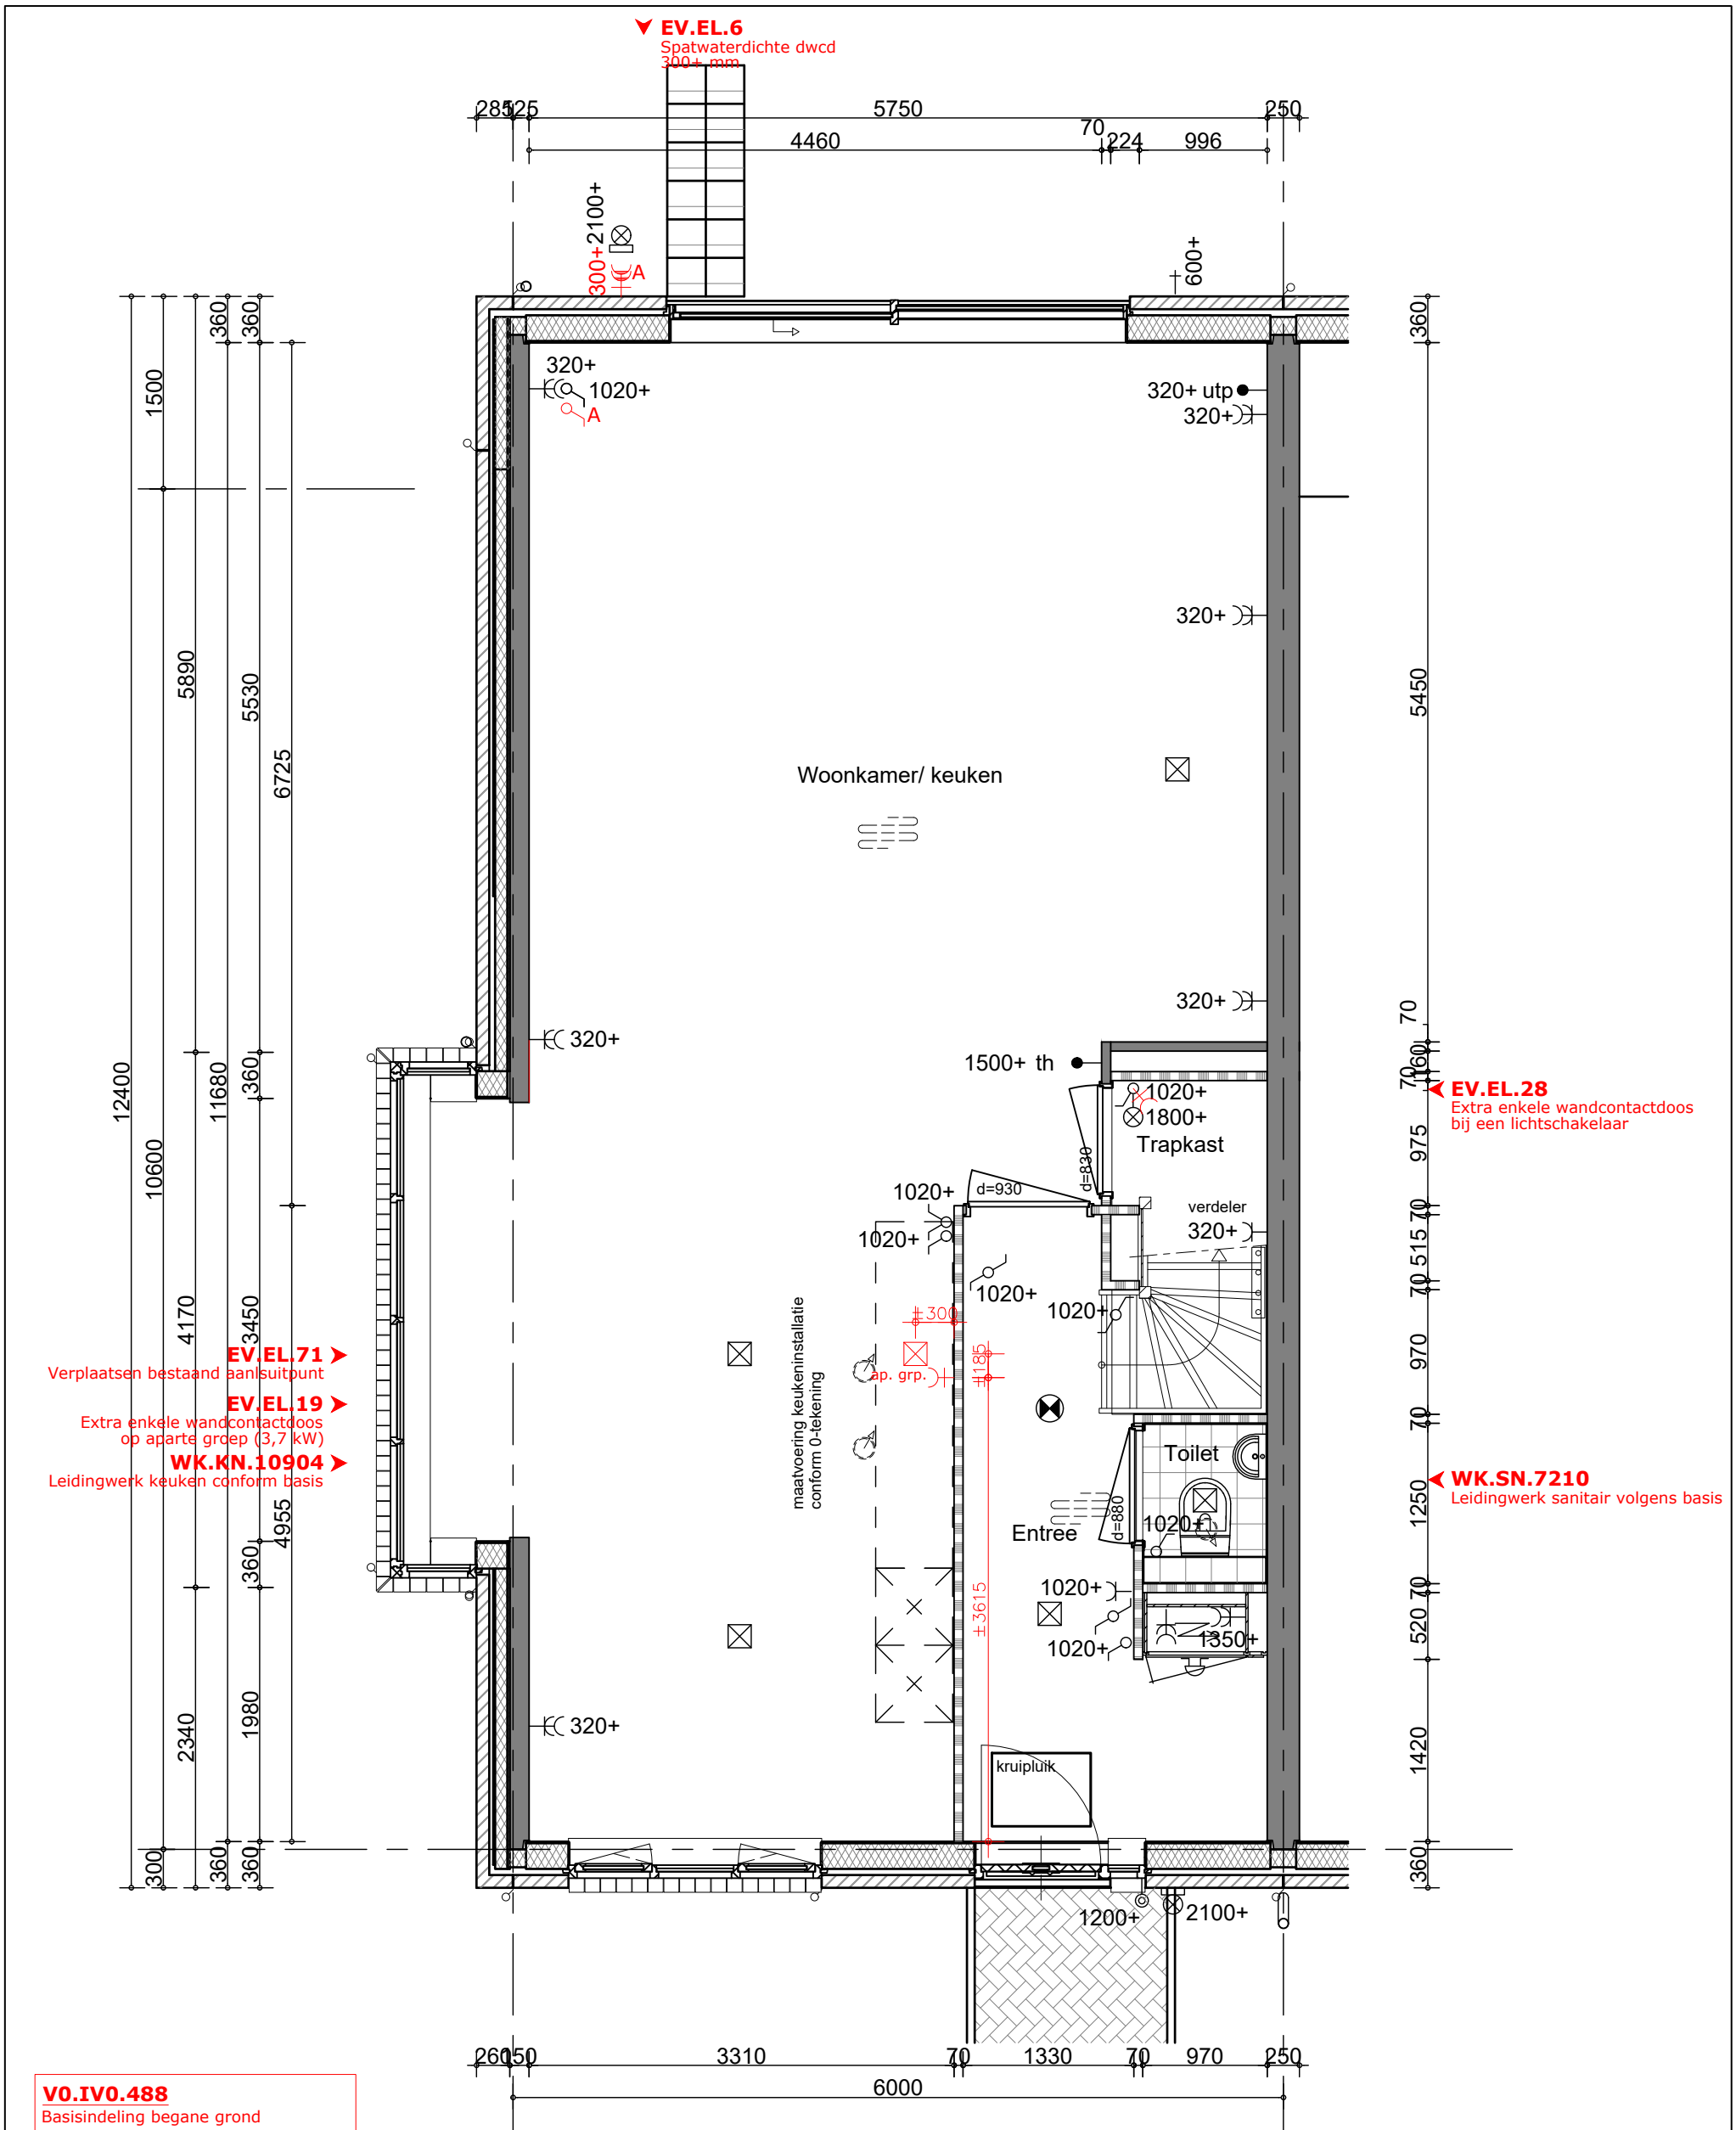 EV.EL.6
Spatwaterdichte dwcd
300+ mm
285
125
5750
250
4460
70
224
996
2100+
300+
A
600+
360
360
360
1500
320+
1020+
A
320+ utp
320+
320+
5890
5530
5450
6725
Woonkamer/ keuken
320+
70
320+
1500+ th
160
70
12400
11680
360
1020+
1800+
Trapkast
EV.EL.28
Extra enkele wandcontactdoos
bij een lichtschakelaar
975
10600
d=830
d=930
1020+
1020+
verdeler
320+
70
515
1020+
1020+
70
4170
3450
±300
±185
970
maatvoering keukeninstallatie
conform 0-tekening
EV.EL.71
Verplaatsen bestaand aanlsuitpunt
ap. grp.
EV.EL.19
Extra enkele wandcontactdoos
op aparte groep (3,7 kW)
70
Toilet
WK.KN.10904
Leidingwerk keuken conform basis
WK.SN.7210
Leidingwerk sanitair volgens basis
1250
4955
d=880
Entree
1020+
360
±3615
1020+
70
1020+
1350+
520
2340
1980
320+
1420
kruipluik
300
360
360
360
1200+
2100+
260
150
3310
70
1330
70
970
250
6000
V0.IV0.488
Basisindeling begane grond